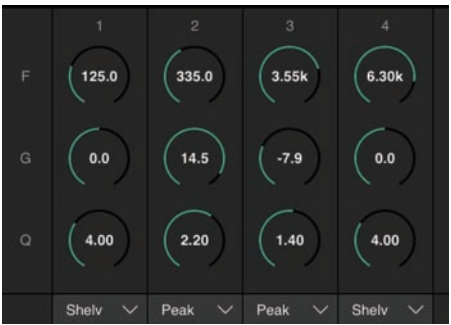 1 2 3 4
F 125.0 335.0 3.55k 6.30k
G 0.0 14.5 -7.9 0.0
Q 4.00 2.20 1.40 4.00
Shelv Peak Peak Shelv